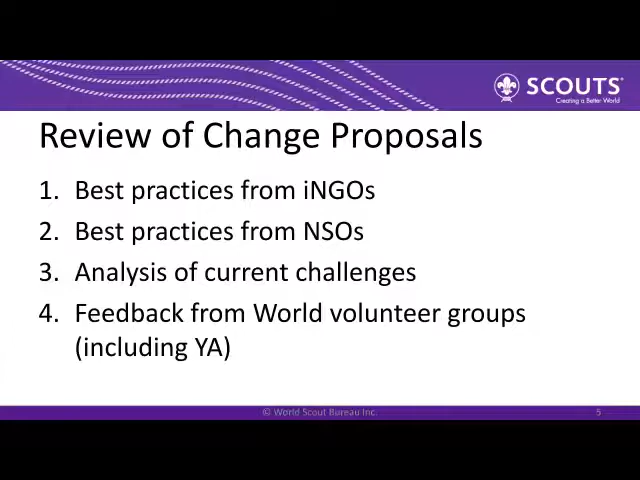 SCOUTS
Creating a Better World
Review of Change Proposals
1. Best practices from iNGOs
2. Best practices from NSOs
3. Analysis of current challenges
4. Feedback from World volunteer groups
(including YA)
© World Scout Bureau Inc.
5